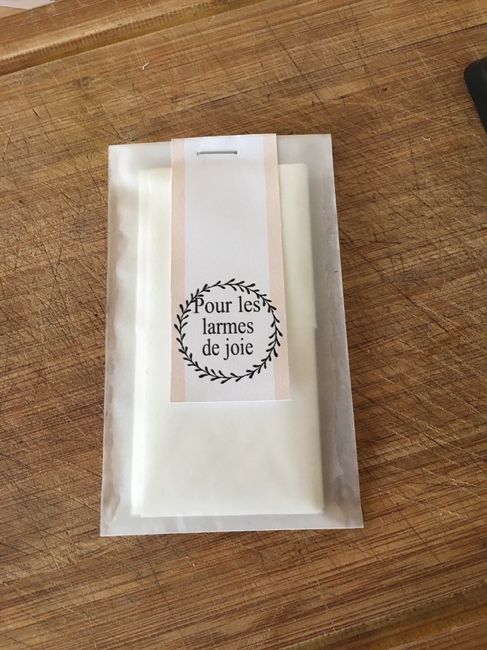 Pour les
larmes
de joie